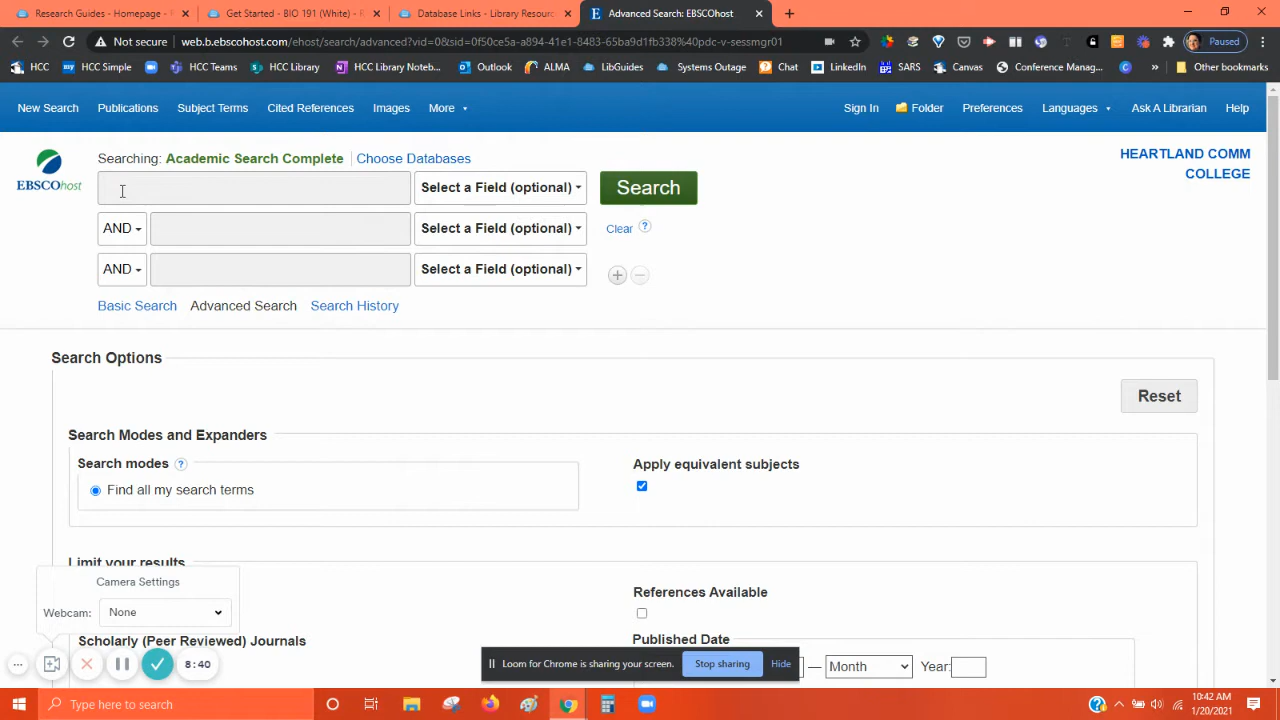 Research Guides - Homepage - R
Get Started - BIO 191 (White) - R
Database Links - Library Resourc
Advanced Search: EBSCOhost
Not secure
web.b.ebscohost.com/ehost/search/advanced?vid=0&sid=0f50ce5a-a894-41e1-8483-65ba9d1fb338%40pdc-v-sessmgr01
Paused
HCC
HCC Simple
HCC Teams
HCC Library
HCC Library Noteb...
Outlook
ALMA
LibGuides
Systems Outage
Chat
LinkedIn
SARS
Canvas
Conference Manag...
»
Other bookmarks
New Search
Publications
Subject Terms
Cited References
Images
More
Sign In
Folder
Preferences
Languages
Ask A Librarian
Help
EBSCOhost
Searching: Academic Search Complete
Choose Databases
HEARTLAND COMM
COLLEGE
Select a Field (optional)
Search
AND
Select a Field (optional)
Clear ?
AND
Select a Field (optional)
Basic Search
Advanced Search
Search History
Search Options
Reset
Search Modes and Expanders
Search modes ?
Find all my search terms
Apply equivalent subjects
Limit your results
Camera Settings
Webcam: None
References Available
Scholarly (Peer Reviewed) Journals
Published Date
— Month
Year:
8:40
Loom for Chrome is sharing your screen.
Stop sharing
Hide
Type here to search
10:42 AM
1/20/2021